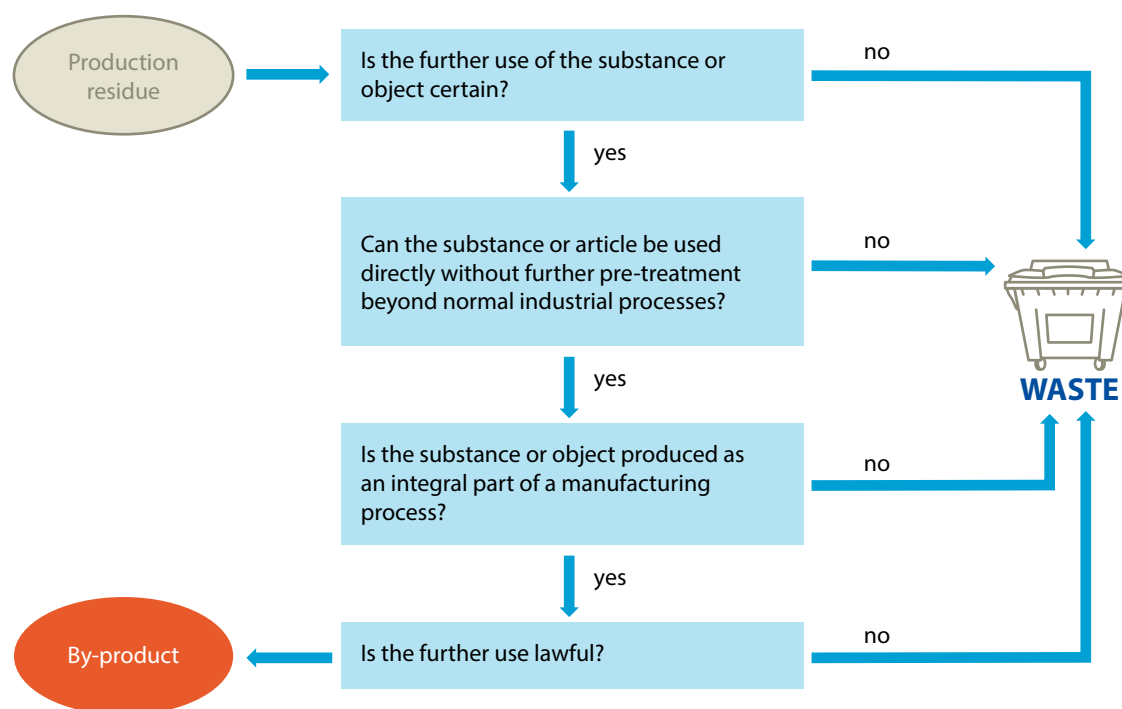 Production
residue
Is the further use of the substance or
object certain?
no
yes
Can the substance or article be used
directly without further pre-treatment
beyond normal industrial processes?
no
WASTE
yes
Is the substance or object produced as
an integral part of a manufacturing
process?
no
yes
By-product
Is the further use lawful?
no